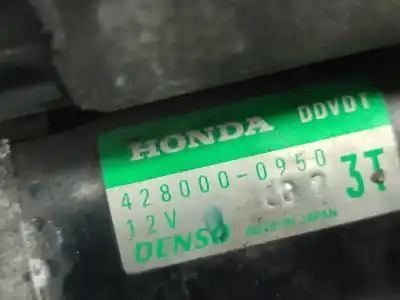 HONDA DDVDT
428000-0950
12V 3T
DENSO MADE IN JAPAN